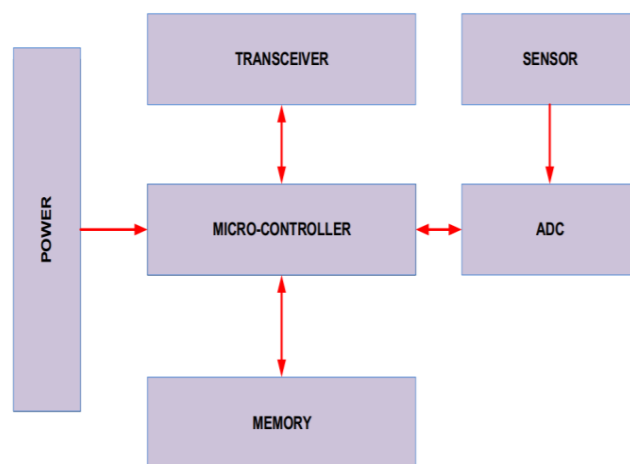 TRANSCEIVER
SENSOR
POWER
MICRO-CONTROLLER
ADC
MEMORY